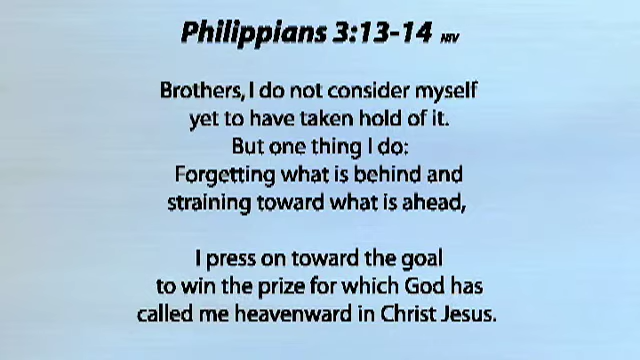 Philippians 3:13-14 NIV
Brothers, I do not consider myself
yet to have taken hold of it.
But one thing I do:
Forgetting what is behind and
straining toward what is ahead,
I press on toward the goal
to win the prize for which God has
called me heavenward in Christ Jesus.